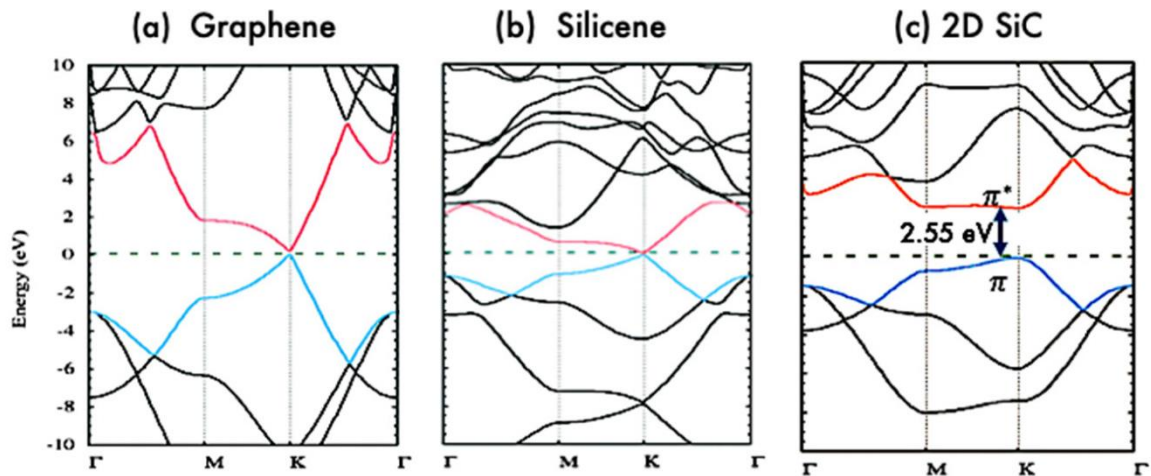 (a) Graphene
(b) Silicene
(c) 2D SiC
Energy (eV)
10
8
6
4
2
0
-2
-4
-6
-8
-10
Γ M K Γ
Γ M K Γ
π*
2.55 eV
π
Γ M K Γ